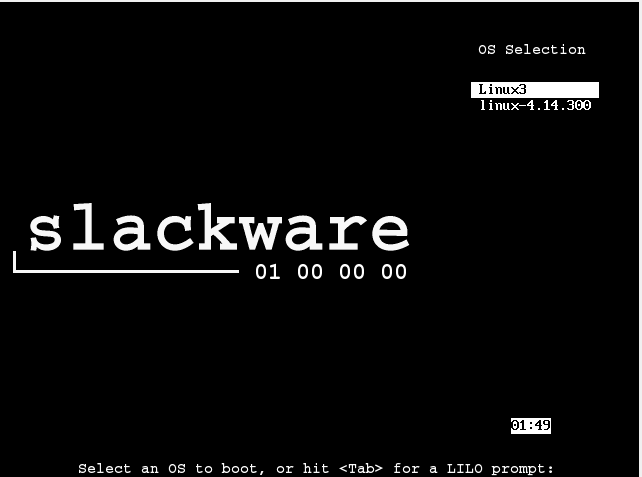 OS Selection
Linux3
linux-4.14.300
slackware
01 00 00 00
01:49
Select an OS to boot, or hit <Tab> for a LILO prompt: